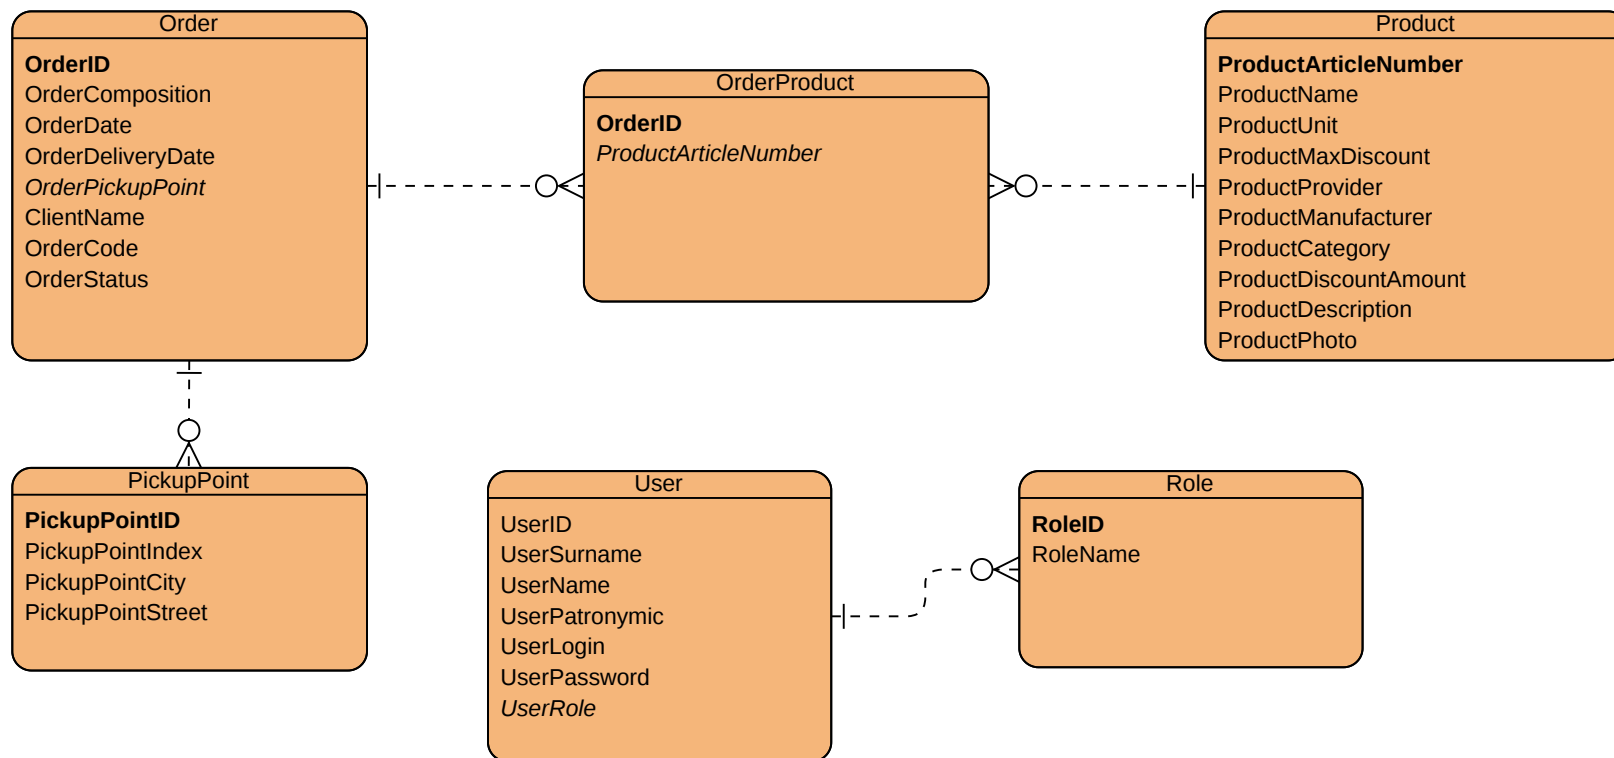 Order
OrderID
OrderComposition
OrderDate
OrderDeliveryDate
OrderPickupPoint
ClientName
OrderCode
OrderStatus
OrderProduct
OrderID
ProductArticleNumber
Product
ProductArticleNumber
ProductName
ProductUnit
ProductMaxDiscount
ProductProvider
ProductManufacturer
ProductCategory
ProductDiscountAmount
ProductDescription
ProductPhoto
PickupPoint
PickupPointID
PickupPointIndex
PickupPointCity
PickupPointStreet
User
UserID
UserSurname
UserName
UserPatronymic
UserLogin
UserPassword
UserRole
Role
RoleID
RoleName